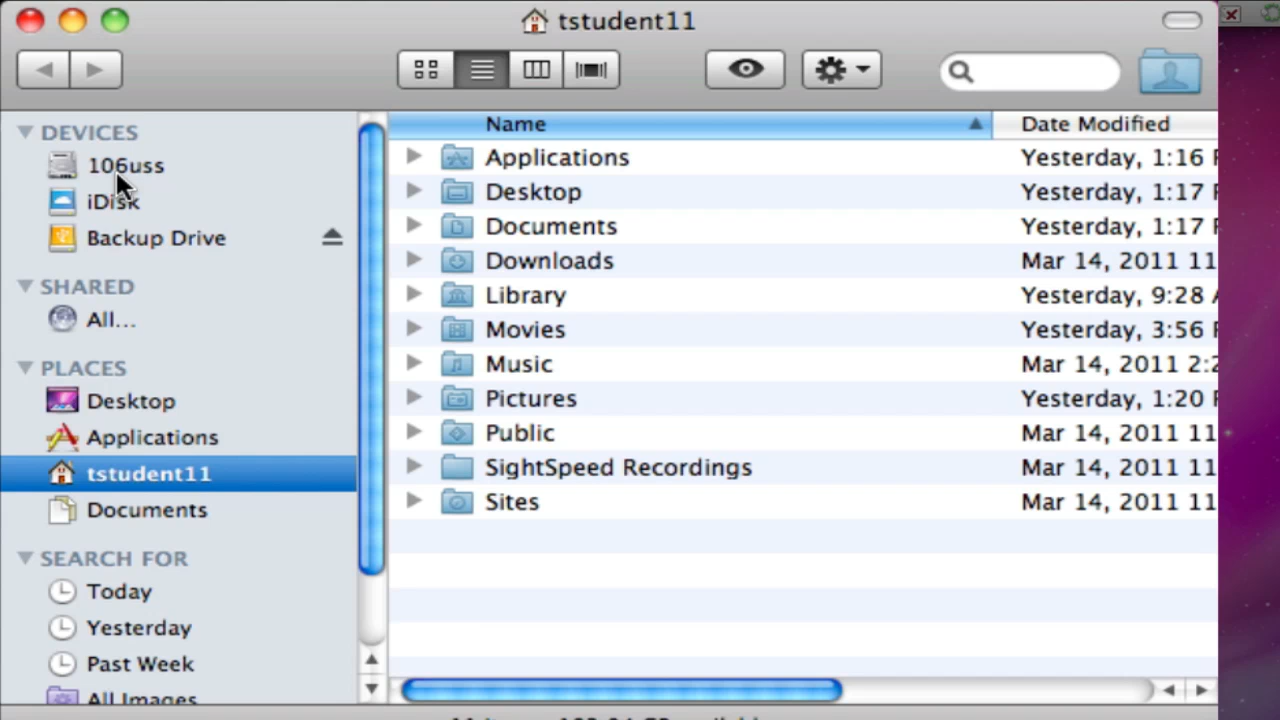 tstudent11
DEVICES
106uss
iDisk
Backup Drive
SHARED
All...
PLACES
Desktop
Applications
tstudent11
Documents
SEARCH FOR
Today
Yesterday
Past Week
All Images
Name Date Modified
Applications Yesterday, 1:16
Desktop Yesterday, 1:17
Documents Yesterday, 1:17
Downloads Mar 14, 2011 11
Library Yesterday, 9:28
Movies Yesterday, 3:56
Music Mar 14, 2011 2:2
Pictures Yesterday, 1:20
Public Mar 14, 2011 11
SightSpeed Recordings Mar 14, 2011 11
Sites Mar 14, 2011 11